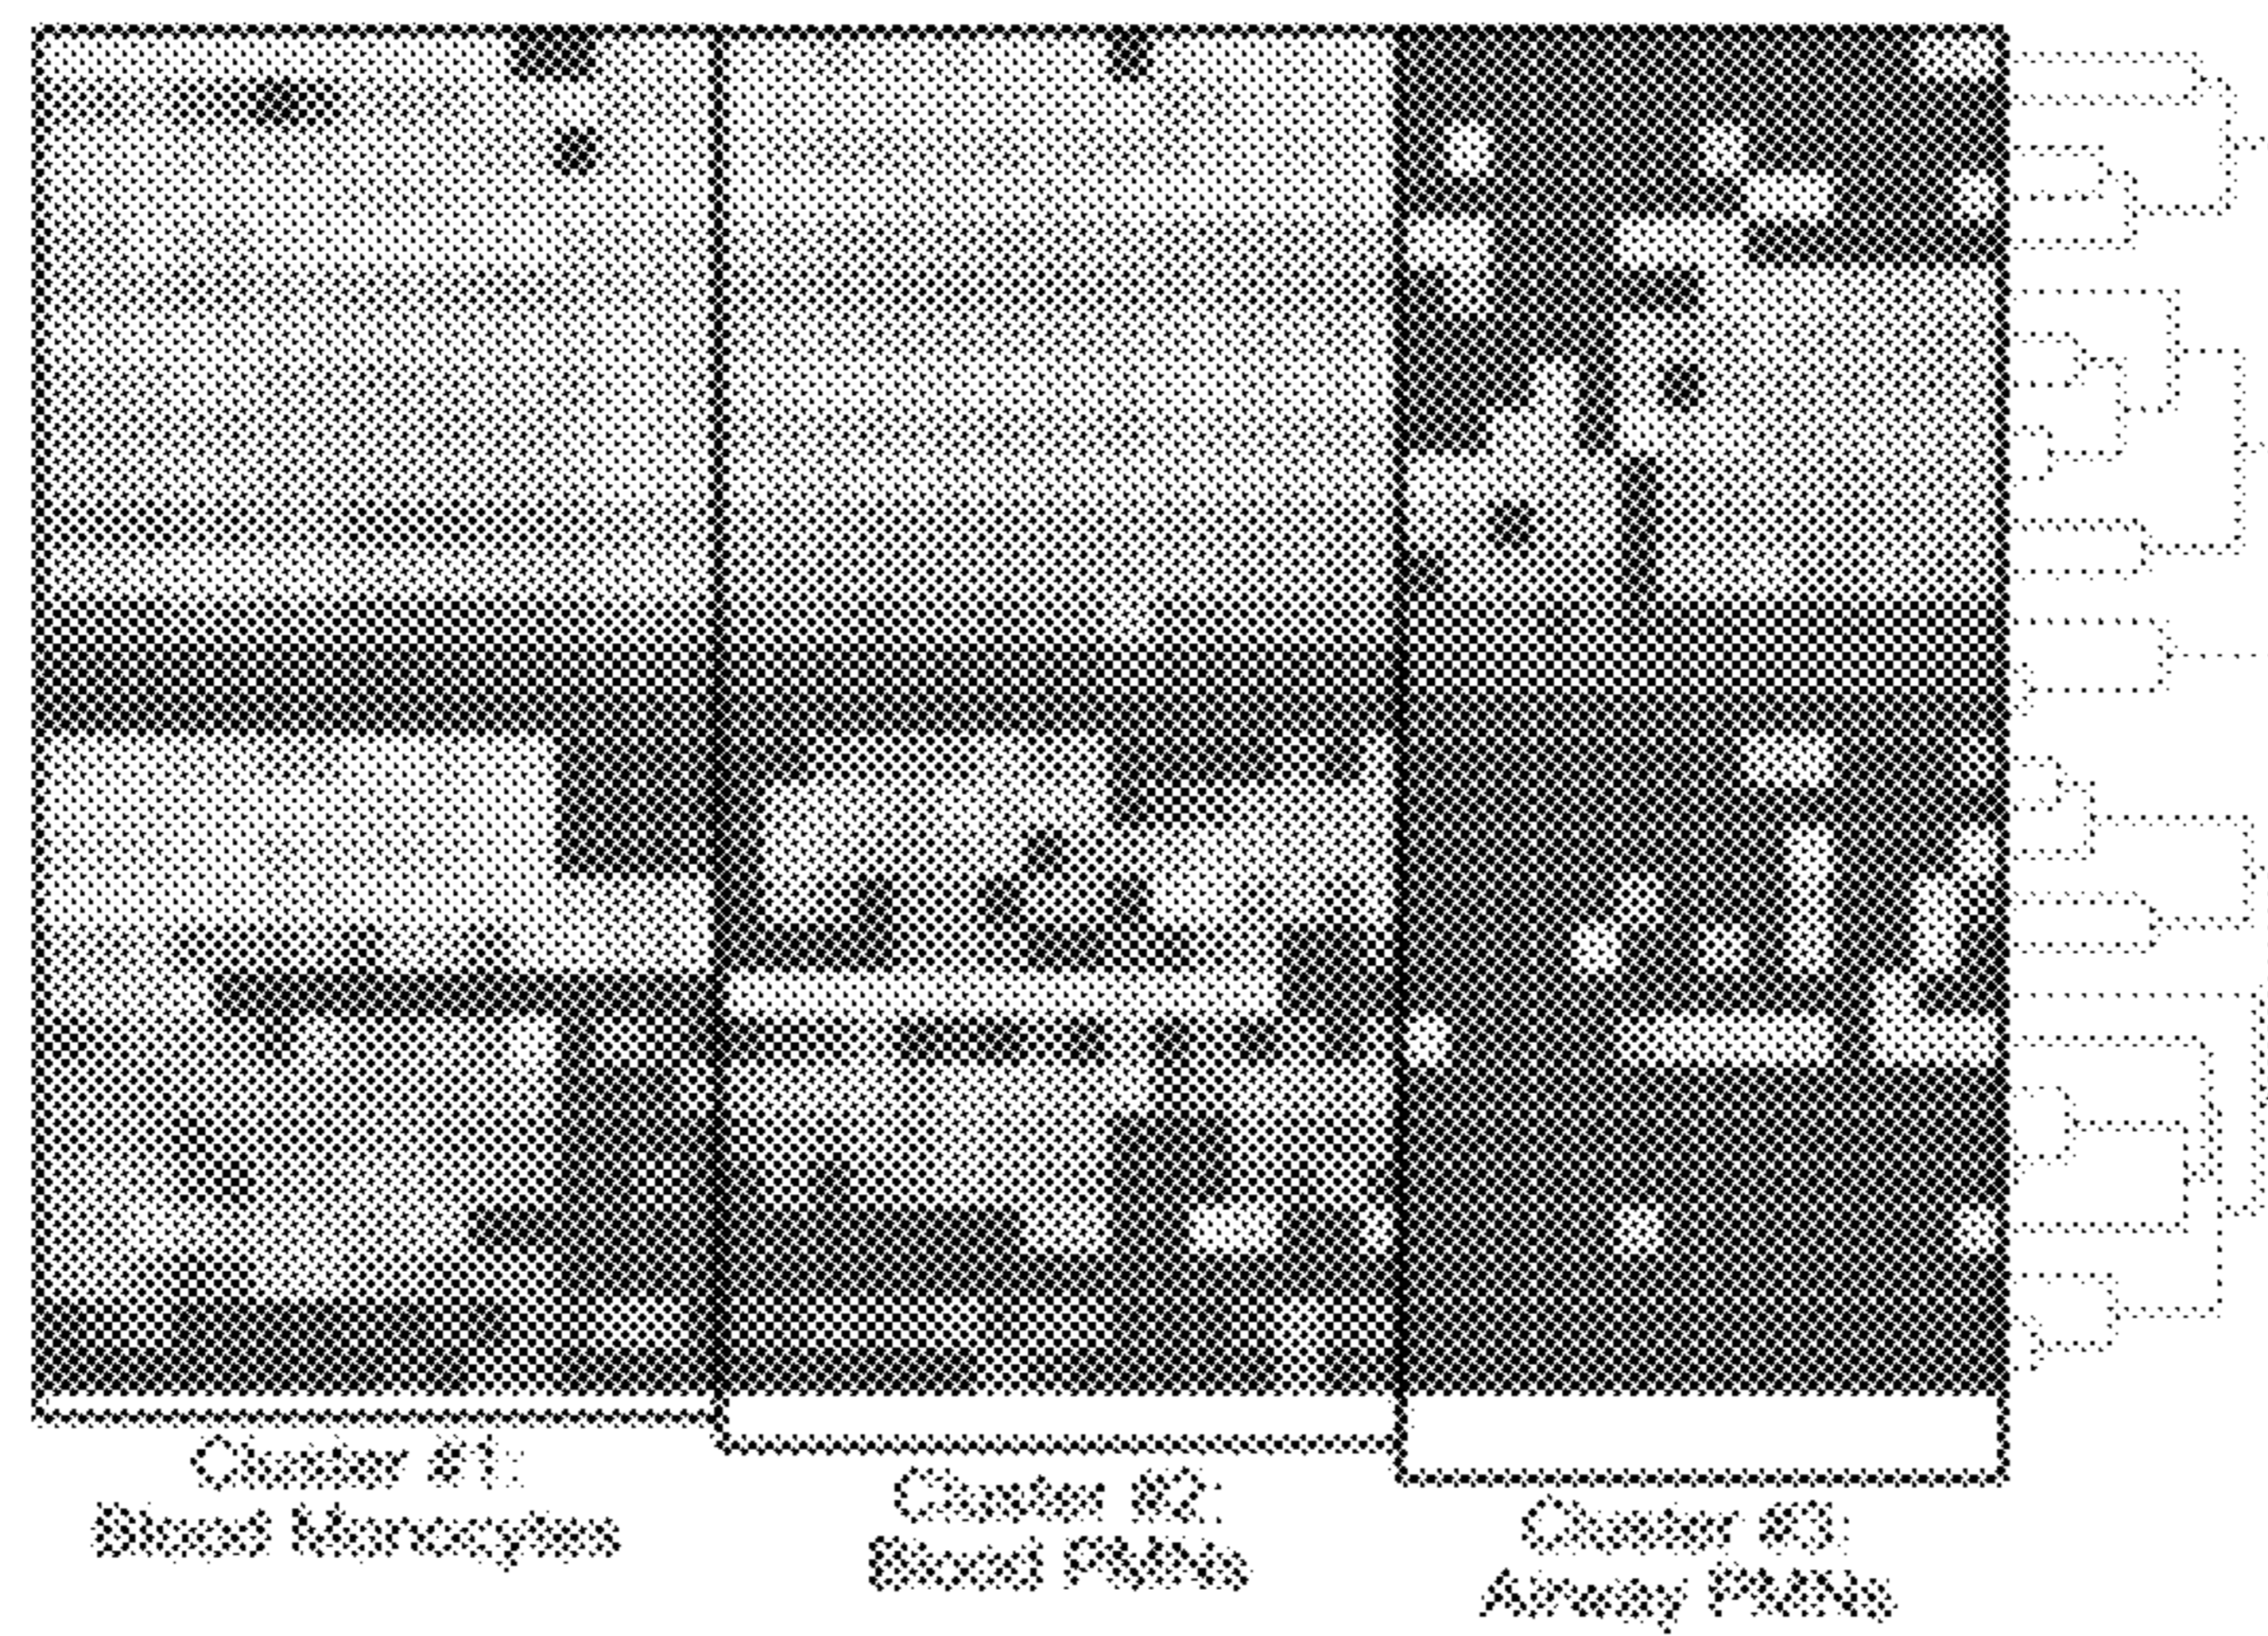 Cluster #1:
Blood Monocytes
Cluster #2:
Blood PMNs
Cluster #3:
Airway PMNs